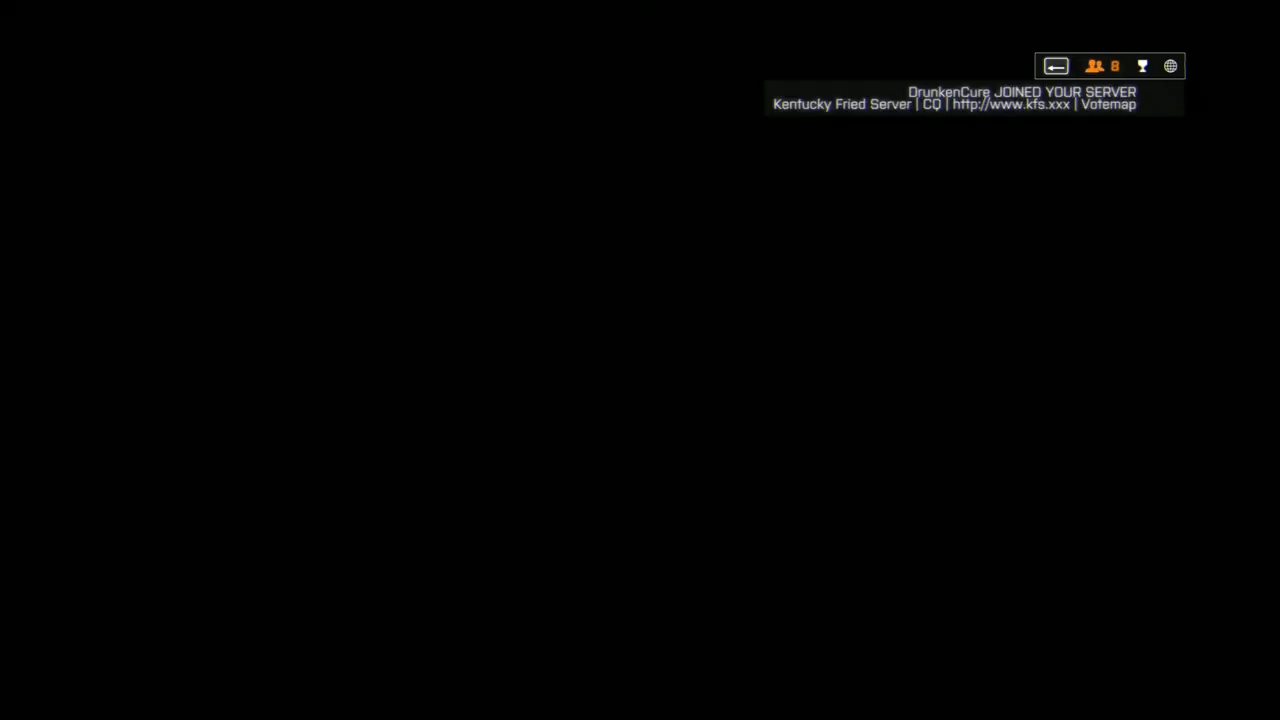 8
DrunkenCure JOINED YOUR SERVER
Kentucky Fried Server | CQ | http://www.kfs.xxx | Votemap